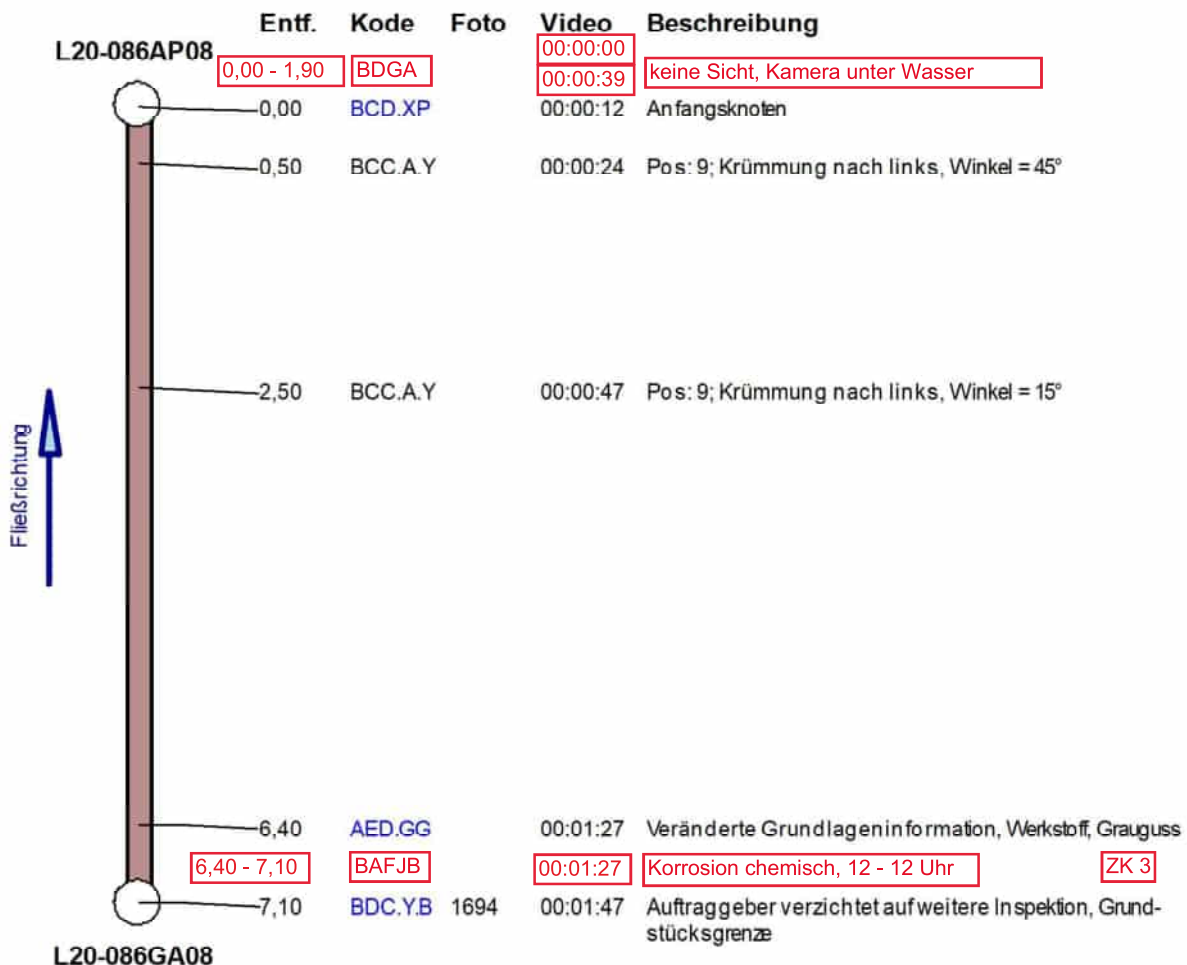 Entf. Kode Foto Video Beschreibung
L20-086AP08
00:00:00
0,00 - 1,90 BDGA 00:00:39 keine Sicht, Kamera unter Wasser
0,00 BCD.XP 00:00:12 Anfangsknoten
0,50 BCC.A.Y 00:00:24 Pos: 9; Krümmung nach links, Winkel = 45°
2,50 BCC.A.Y 00:00:47 Pos: 9; Krümmung nach links, Winkel = 15°
Fließrichtung
6,40 AED.GG 00:01:27 Veränderte Grundlageninformation, Werkstoff, Grauguss
6,40 - 7,10 BAFJB 00:01:27 Korrosion chemisch, 12 - 12 Uhr ZK 3
7,10 BDC.Y.B 1694 00:01:47 Auftraggeber verzichtet auf weitere Inspektion, Grund-
stücksgrenze
L20-086GA08